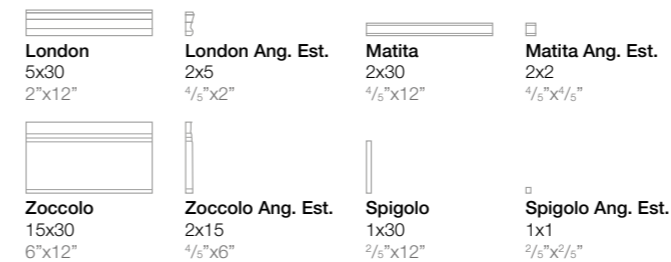 London
5x30
2”x12”
London Ang. Est.
2x5
⁴/₅”x2”
Matita
2x30
⁴/₅”x12”
Matita Ang. Est.
2x2
⁴/₅”x⁴/₅”
Zoccolo
15x30
6”x12”
Zoccolo Ang. Est.
2x15
⁴/₅”x6”
Spigolo
1x30
²/₅”x12”
Spigolo Ang. Est.
1x1
²/₅”x²/₅”